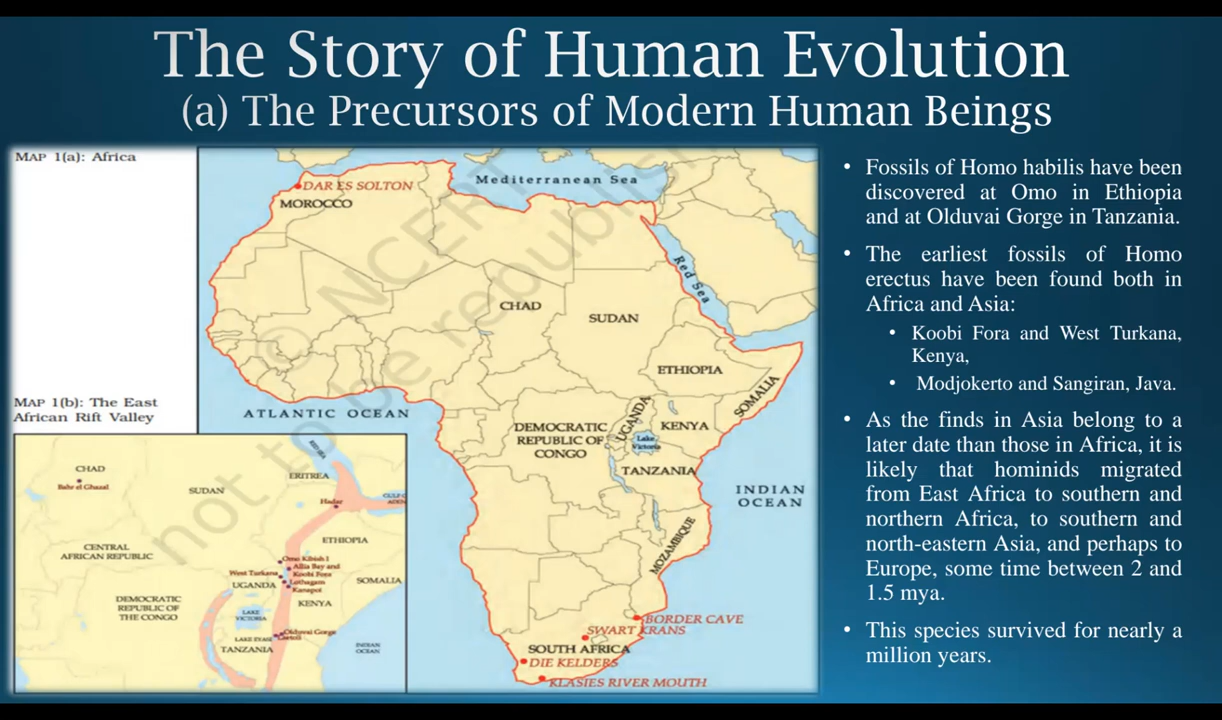 The Story of Human Evolution
(a) The Precursors of Modern Human Beings
MAP 1(a): Africa
DAR ES SOLTON
MOROCCO
Mediterranean Sea
Red Sea
CHAD
SUDAN
ETHIOPIA
SOMALIA
UGANDA
KENYA
DEMOCRATIC
REPUBLIC OF
CONGO
Lake
Victoria
TANZANIA
ATLANTIC OCEAN
INDIAN
OCEAN
MOZAMBIQUE
BORDER CAVE
SWART KRANS
SOUTH AFRICA
DIE KELDERS
KLASIES RIVER MOUTH
© NCERT
not to be republished
MAP 1(b): The East
African Rift Valley
RED SEA
CHAD
Bahr el Ghazal
SUDAN
ERITREA
Hadar
GULF O
ADEN
ETHIOPIA
CENTRAL
AFRICAN REPUBLIC
Omo Kibish I
Allia Bay and
Koobi Fora
West Turkana
Lothagam
Kanapoi
UGANDA
SOMALIA
KENYA
DEMOCRATIC
REPUBLIC OF
THE CONGO
LAKE
VICTORIA
Olduvai Gorge
LAKE EYASI
TANZANIA
INDIAN
OCEAN
• Fossils of Homo habilis have been
discovered at Omo in Ethiopia
and at Olduvai Gorge in Tanzania.
• The earliest fossils of Homo
erectus have been found both in
Africa and Asia:
• Koobi Fora and West Turkana,
Kenya,
• Modjokerto and Sangiran, Java.
• As the finds in Asia belong to a
later date than those in Africa, it is
likely that hominids migrated
from East Africa to southern and
northern Africa, to southern and
north-eastern Asia, and perhaps to
Europe, some time between 2 and
1.5 mya.
• This species survived for nearly a
million years.